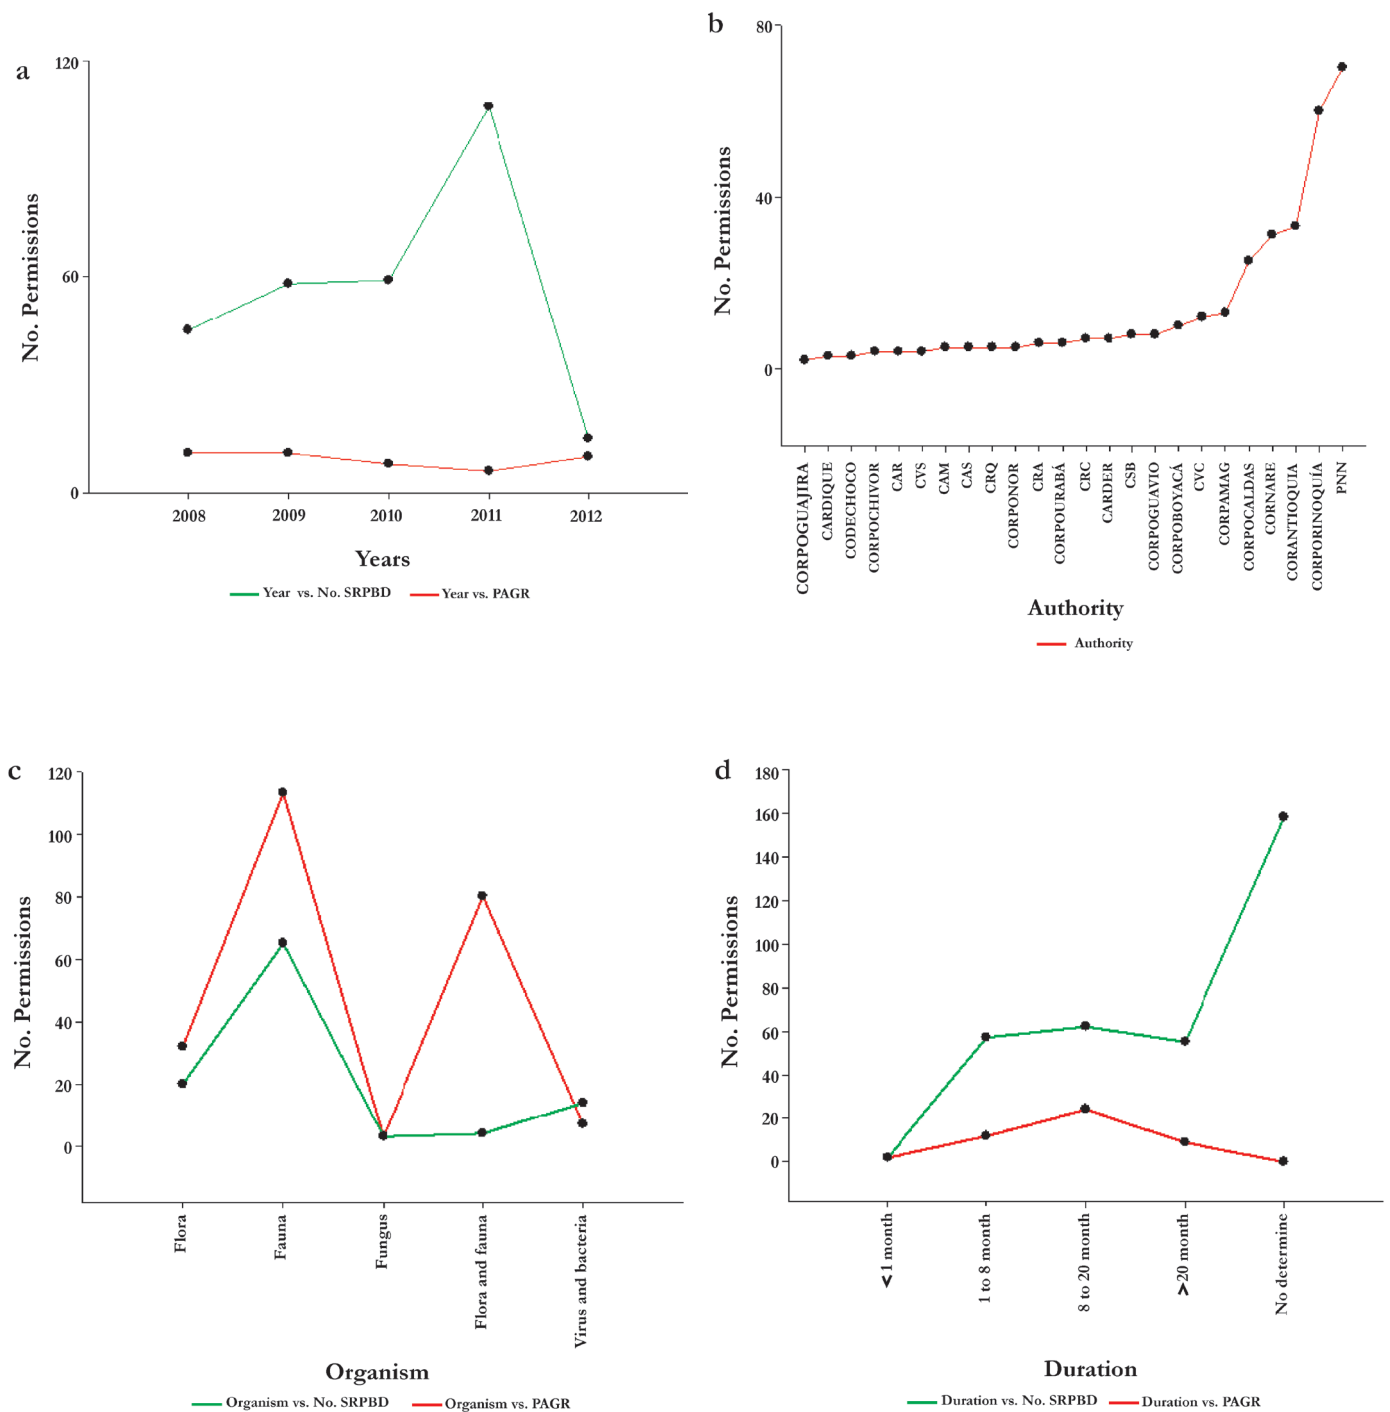 a
120
60
0
No. Permissions
2008 2009 2010 2011 2012
Years
Year vs. No. SRPBD Year vs. PAGR
b
80
40
0
No. Permissions
CORPOGUAJIRA
CARDIQUE
CODECHOCO
CORPOCHIVOR
CAR
CVS
CAM
CAS
CRQ
CORPONOR
CRA
CORPOURABÁ
CRC
CARDER
CSB
CORPOGUAVIO
CORPOBOYACÁ
CVC
CORPAMAG
CORPOCALDAS
CORNARE
CORANTIOQUIA
CORPORINOQUÍA
PNN
Authority
Authority
c
120
100
80
60
40
20
0
No. Permissions
Flora
Fauna
Fungus
Flora and fauna
Virus and bacteria
Organism
Organism vs. No. SRPBD Organism vs. PAGR
d
180
160
140
120
100
80
60
40
20
0
No. Permissions
<1 month
1 to 8 month
8 to 20 month
>20 month
No determine
Duration
Duration vs. No. SRPBD Duration vs. PAGR